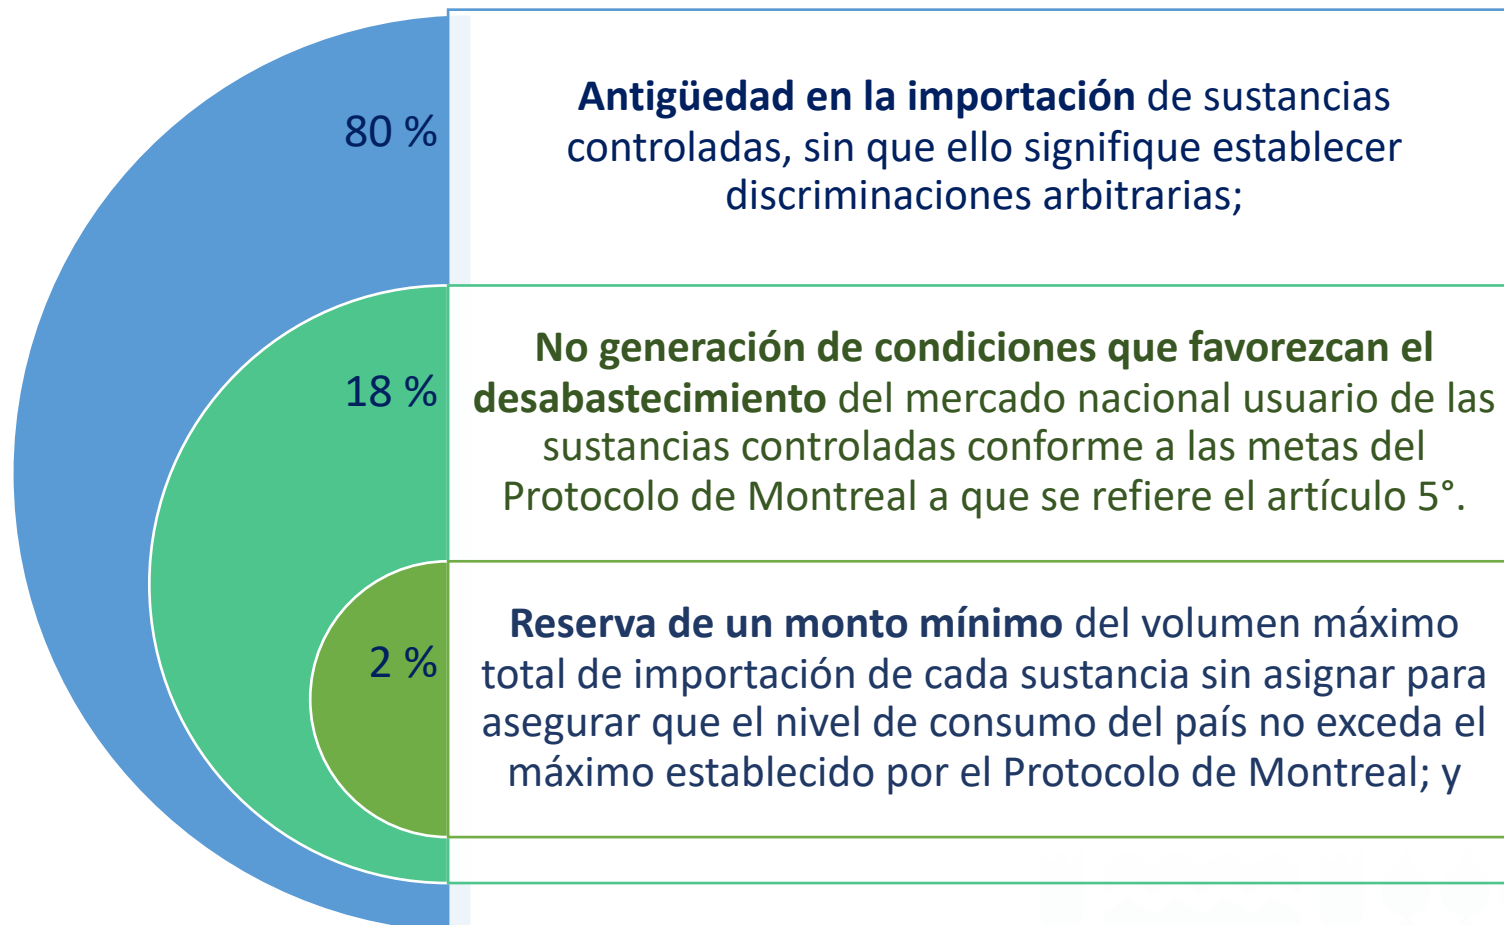 80 %
Antigüedad en la importación de sustancias
controladas, sin que ello signifique establecer
discriminaciones arbitrarias;
18 %
No generación de condiciones que favorezcan el
desabastecimiento del mercado nacional usuario de las
sustancias controladas conforme a las metas del
Protocolo de Montreal a que se refiere el artículo 5°.
2 %
Reserva de un monto mínimo del volumen máximo
total de importación de cada sustancia sin asignar para
asegurar que el nivel de consumo del país no exceda el
máximo establecido por el Protocolo de Montreal; y